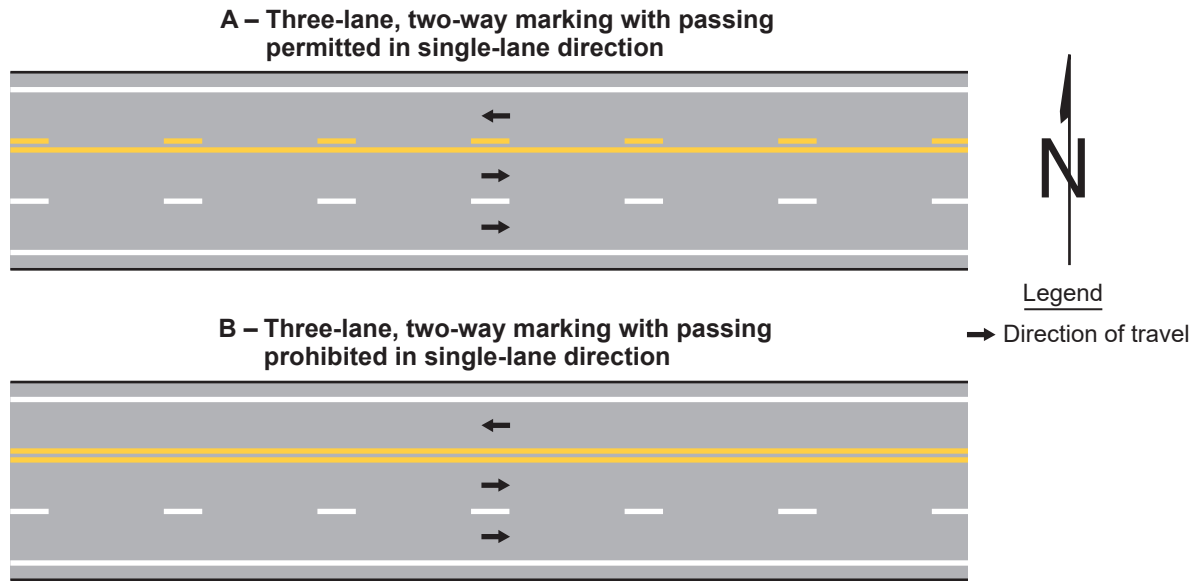 A – Three-lane, two-way marking with passing
permitted in single-lane direction
N
Legend
Direction of travel
B – Three-lane, two-way marking with passing
prohibited in single-lane direction